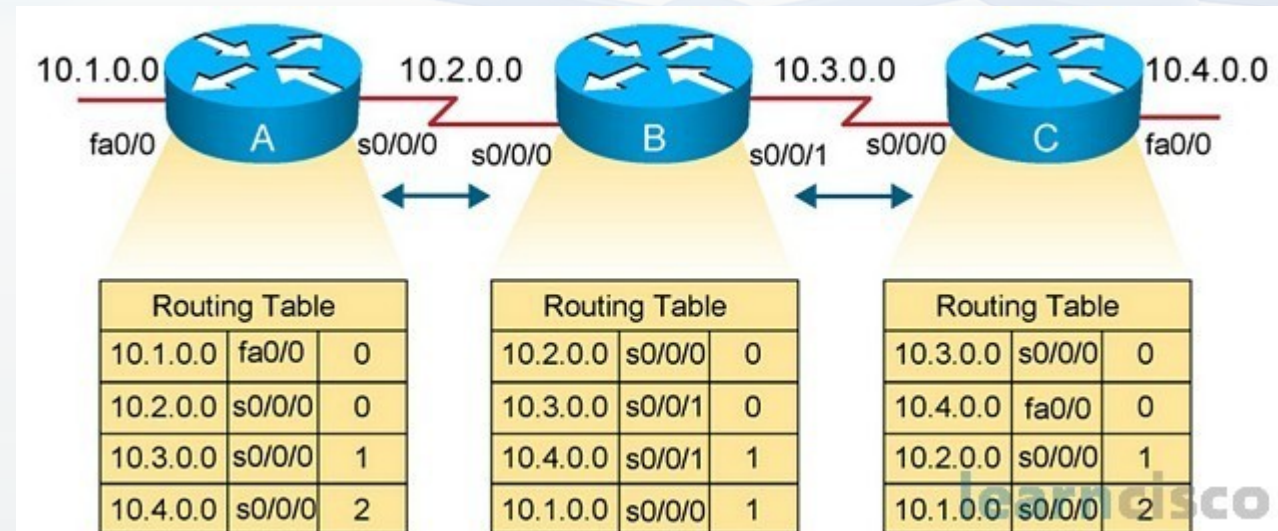 10.1.0.0 10.2.0.0 10.3.0.0 10.4.0.0
fa0/0 A s0/0/0 s0/0/0 B s0/0/1 s0/0/0 C fa0/0
Routing Table
10.1.0.0 fa0/0 0
10.2.0.0 s0/0/0 0
10.3.0.0 s0/0/0 1
10.4.0.0 s0/0/0 2
Routing Table
10.2.0.0 s0/0/0 0
10.3.0.0 s0/0/1 0
10.4.0.0 s0/0/1 1
10.1.0.0 s0/0/0 1
Routing Table
10.3.0.0 s0/0/0 0
10.4.0.0 fa0/0 0
10.2.0.0 s0/0/0 1
10.1.0.0 s0/0/0 2
learncisco